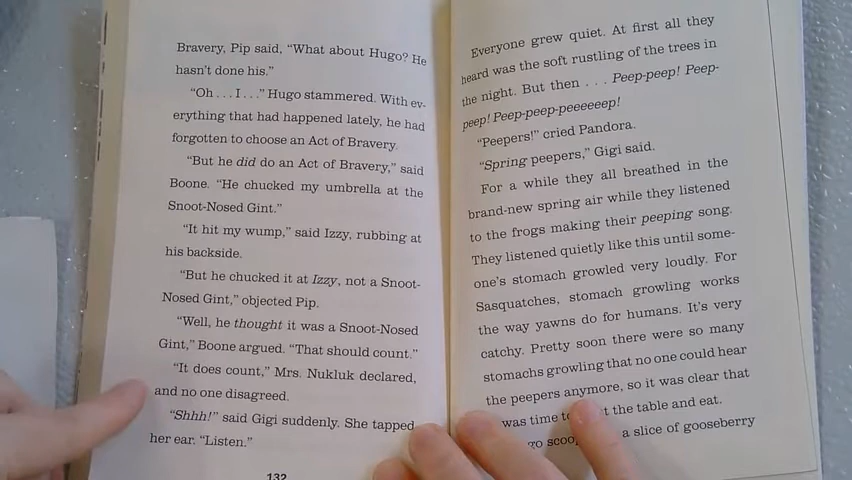 Bravery, Pip said, “What about Hugo? He
hasn’t done his.”
“Oh . . . I . . .” Hugo stammered. With ev-
erything that had happened lately, he had
forgotten to choose an Act of Bravery.
“But he did do an Act of Bravery,” said
Boone. “He chucked my umbrella at the
Snoot-Nosed Gint.”
“It hit my wump,” said Izzy, rubbing at
his backside.
“But he chucked it at Izzy, not a Snoot-
Nosed Gint,” objected Pip.
“Well, he thought it was a Snoot-Nosed
Gint,” Boone argued. “That should count.”
“It does count,” Mrs. Nukluk declared,
and no one disagreed.
“Shhh!” said Gigi suddenly. She tapped
her ear. “Listen.”
132
Everyone grew quiet. At first all they
heard was the soft rustling of the trees in
the night. But then . . . Peep-peep! Peep-
peep! Peep-peep-peeeeeep!
“Peepers!” cried Pandora.
“Spring peepers,” Gigi said.
For a while they all breathed in the
brand-new spring air while they listened
to the frogs making their peeping song.
They listened quietly like this until some-
one’s stomach growled very loudly. For
Sasquatches, stomach growling works
the way yawns do for humans. It’s very
catchy. Pretty soon there were so many
stomachs growling that no one could hear
the peepers anymore, so it was clear that
was time the table and eat.
a slice of gooseberry